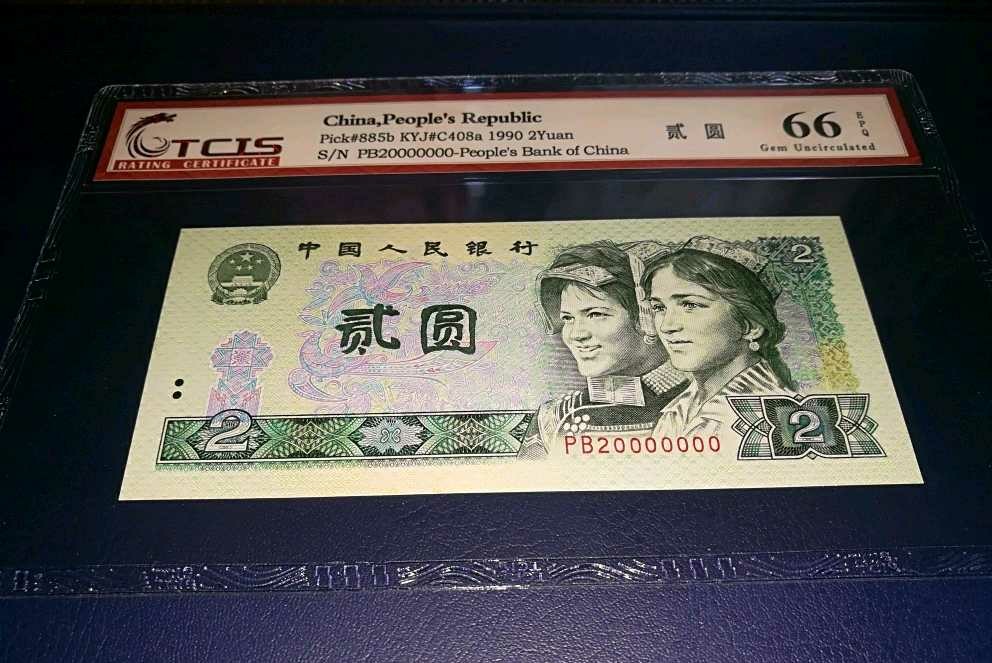 TCIS
RATING CERTIFICATE
China,People's Republic
Pick#885b KYJ#C408a 1990 2Yuan
S/N PB20000000-People's Bank of China
贰 圆
66
EPQ
Gem Uncirculated
中国人民银行
2
贰圆
2
PB20000000
2